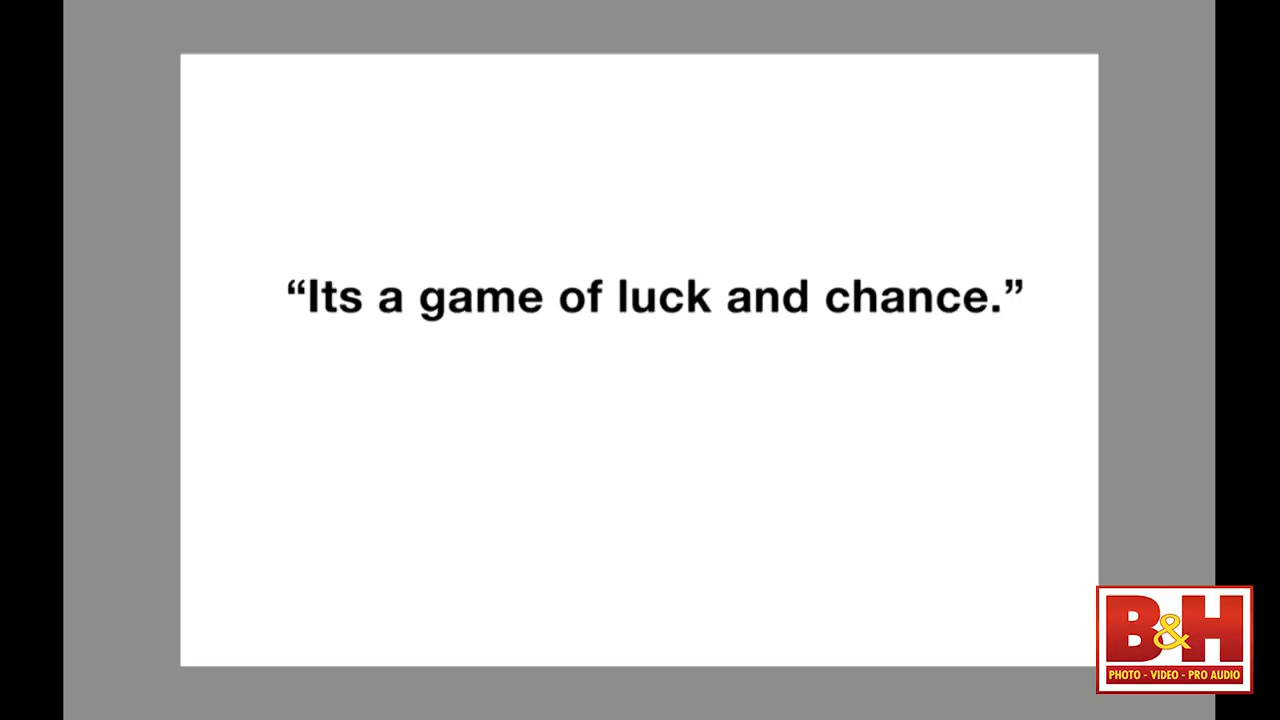 “Its a game of luck and chance.”
B&H
PHOTO - VIDEO - PRO AUDIO